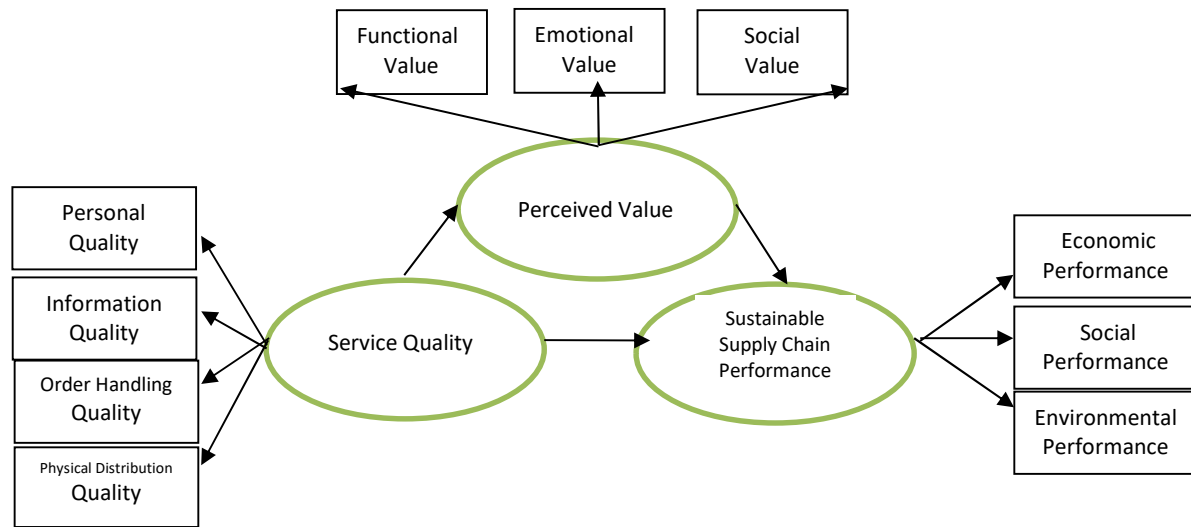 Functional
Value
Emotional
Value
Social
Value
Perceived Value
Personal
Quality
Information
Quality
Order Handling
Quality
Physical Distribution
Quality
Service Quality
Sustainable
Supply Chain
Performance
Economic
Performance
Social
Performance
Environmental
Performance